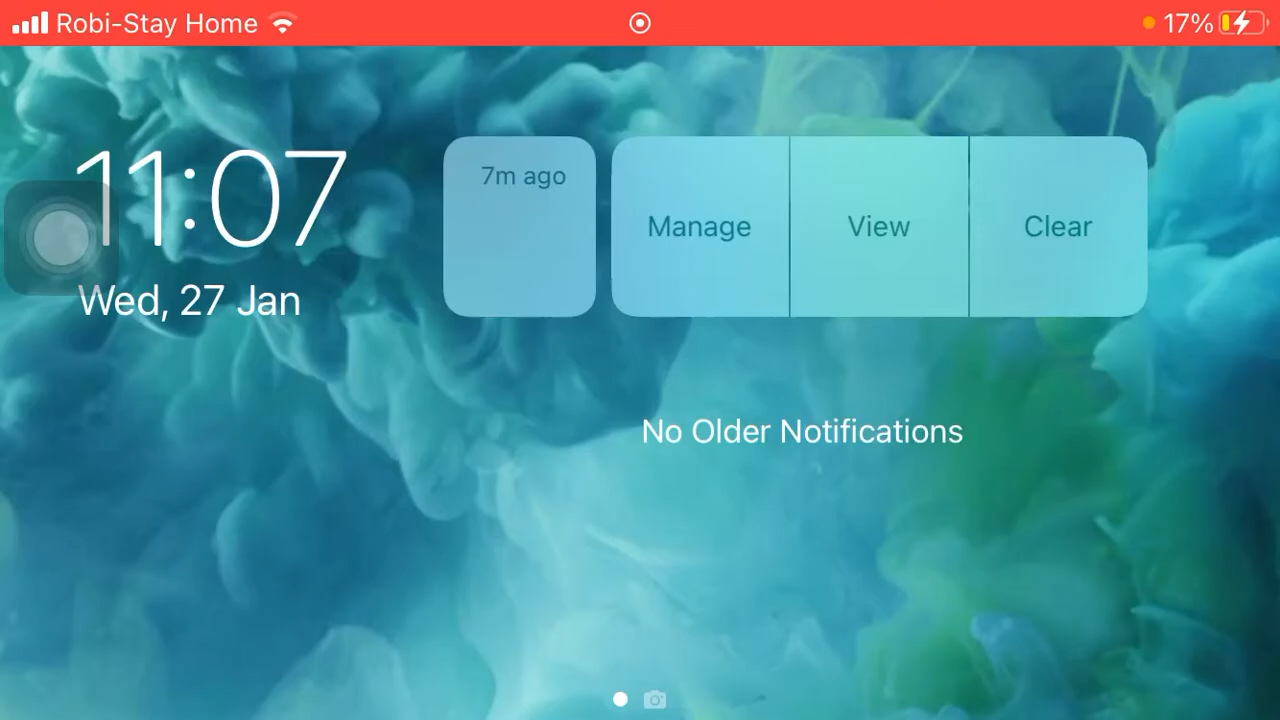 Robi-Stay Home
17%
11:07
Wed, 27 Jan
7m ago
Manage
View
Clear
No Older Notifications